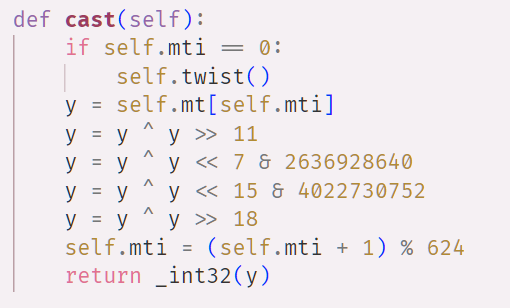 def cast(self):
if self.mti == 0:
self.twist()
y = self.mt[self.mti]
y = y ^ y >> 11
y = y ^ y << 7 & 2636928640
y = y ^ y << 15 & 4022730752
y = y ^ y >> 18
self.mti = (self.mti + 1) % 624
return _int32(y)